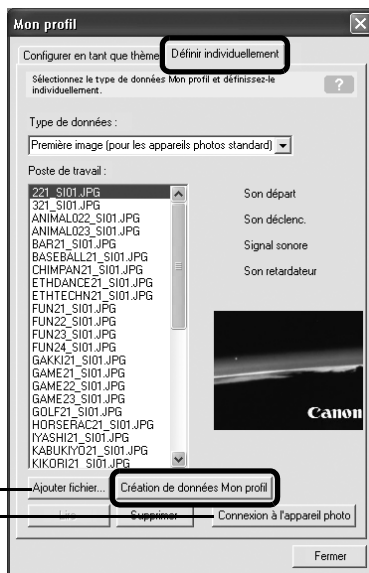 Mon profil
Configurer en tant que thème
Définir individuellement
Sélectionnez le type de données Mon profil et définissez-le
individuellement.
?
Type de données :
Première image (pour les appareils photos standard)
Poste de travail :
221_SI01.JPG
321_SI01.JPG
ANIMAL022_SI01.JPG
ANIMAL023_SI01.JPG
BAR21_SI01.JPG
BASEBALL21_SI01.JPG
CHIMPAN21_SI01.JPG
ETHDANCE21_SI01.JPG
ETHTECHN21_SI01.JPG
FUN21_SI01.JPG
FUN22_SI01.JPG
FUN23_SI01.JPG
FUN24_SI01.JPG
GAKKI21_SI01.JPG
GAME21_SI01.JPG
GAME22_SI01.JPG
GAME23_SI01.JPG
GOLF21_SI01.JPG
HORSERAC21_SI01.JPG
IYASHI21_SI01.JPG
KABUKIYO21_SI01.JPG
KIKORI21_SI01.JPG
Son départ
Son déclenc.
Signal sonore
Son retardateur
Canon
Ajouter fichier...
Création de données Mon profil
Lire
Supprimer
Connexion à l'appareil photo
Fermer